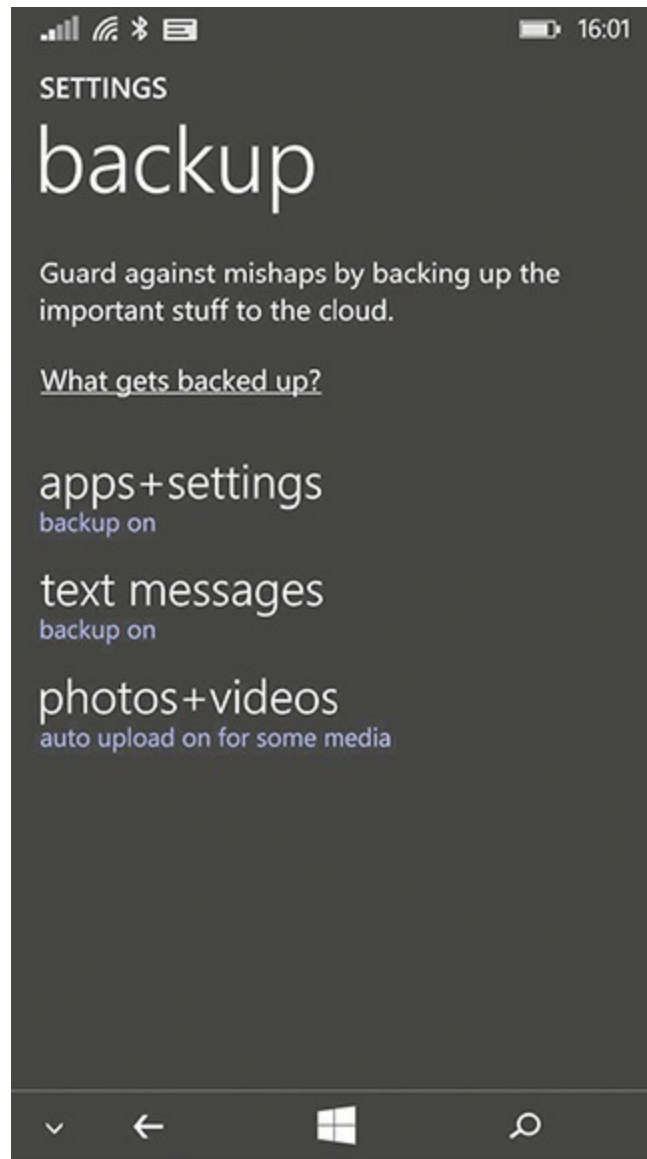 16:01
SETTINGS
backup
Guard against mishaps by backing up the
important stuff to the cloud.
What gets backed up?
apps+settings
backup on
text messages
backup on
photos+videos
auto upload on for some media